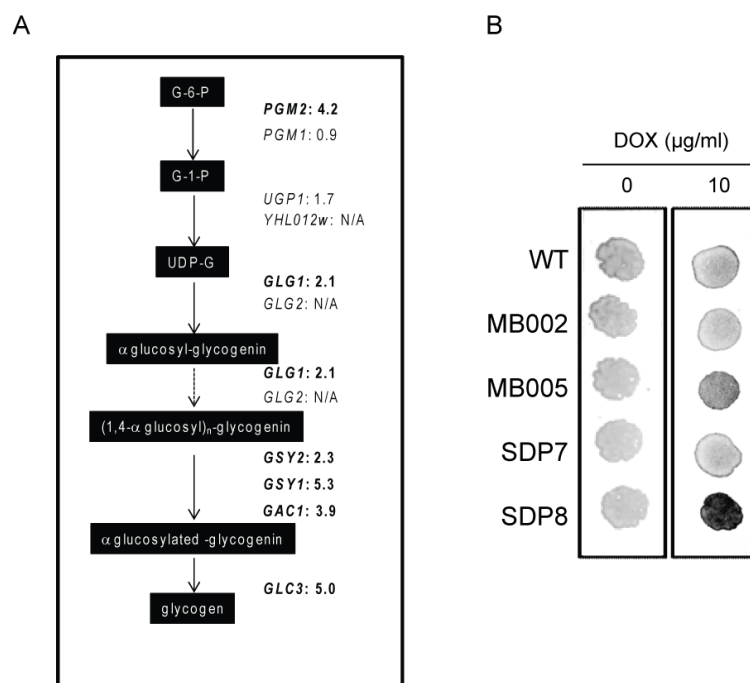 A
G-6-P
PGM2: 4.2
PGM1: 0.9
G-1-P
UGP1: 1.7
YHL012w: N/A
UDP-G
GLG1: 2.1
GLG2: N/A
α glucosyl-glycogenin
GLG1: 2.1
GLG2: N/A
(1,4-α glucosyl)n-glycogenin
GSY2: 2.3
GSY1: 5.3
GAC1: 3.9
α glucosylated -glycogenin
GLC3: 5.0
glycogen
B
DOX (µg/ml)
0 10
WT
MB002
MB005
SDP7
SDP8